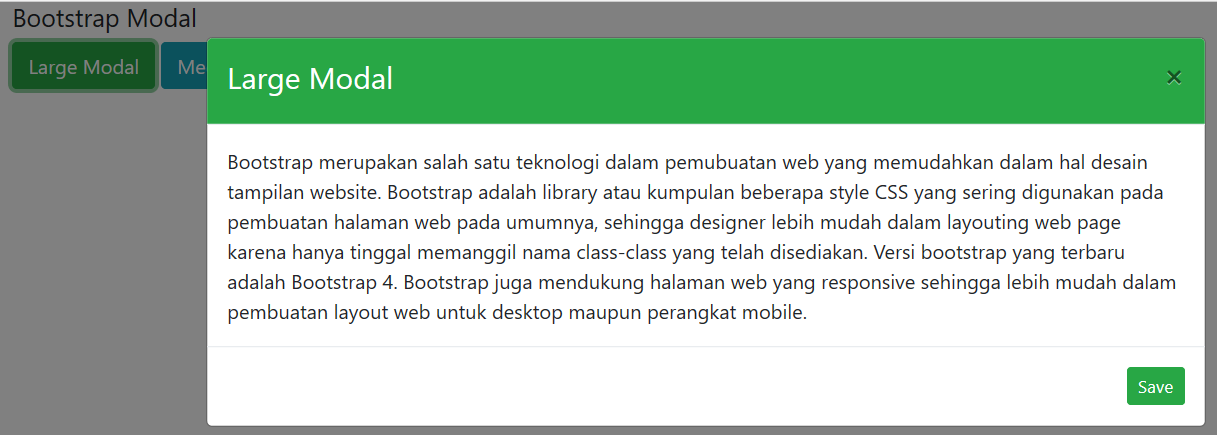 Bootstrap Modal
Large Modal
Me
Large Modal
×
Bootstrap merupakan salah satu teknologi dalam pemubuatan web yang memudahkan dalam hal desain
tampilan website. Bootstrap adalah library atau kumpulan beberapa style CSS yang sering digunakan pada
pembuatan halaman web pada umumnya, sehingga designer lebih mudah dalam layouting web page
karena hanya tinggal memanggil nama class-class yang telah disediakan. Versi bootstrap yang terbaru
adalah Bootstrap 4. Bootstrap juga mendukung halaman web yang responsive sehingga lebih mudah dalam
pembuatan layout web untuk desktop maupun perangkat mobile.
Save